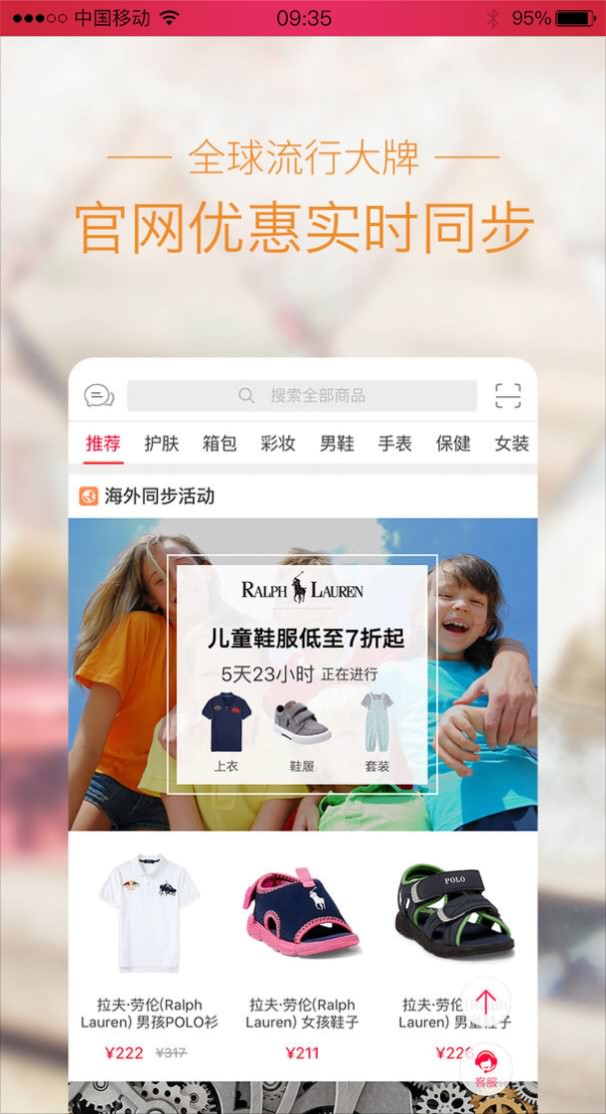 中国移动 09:35 95%
全球流行大牌
官网优惠实时同步
搜索全部商品
推荐 护肤 箱包 彩妆 男鞋 手表 保健 女装
海外同步活动
RALPH LAUREN
儿童鞋服低至7折起
5天23小时 正在进行
上衣 鞋履 套装
POLO
拉夫·劳伦(Ralph
Lauren) 男孩POLO衫
¥222 ¥317
拉夫·劳伦(Ralph
Lauren) 女孩鞋子
¥211
拉夫·劳伦(Ralph
Lauren) 男童鞋子
¥226
客服